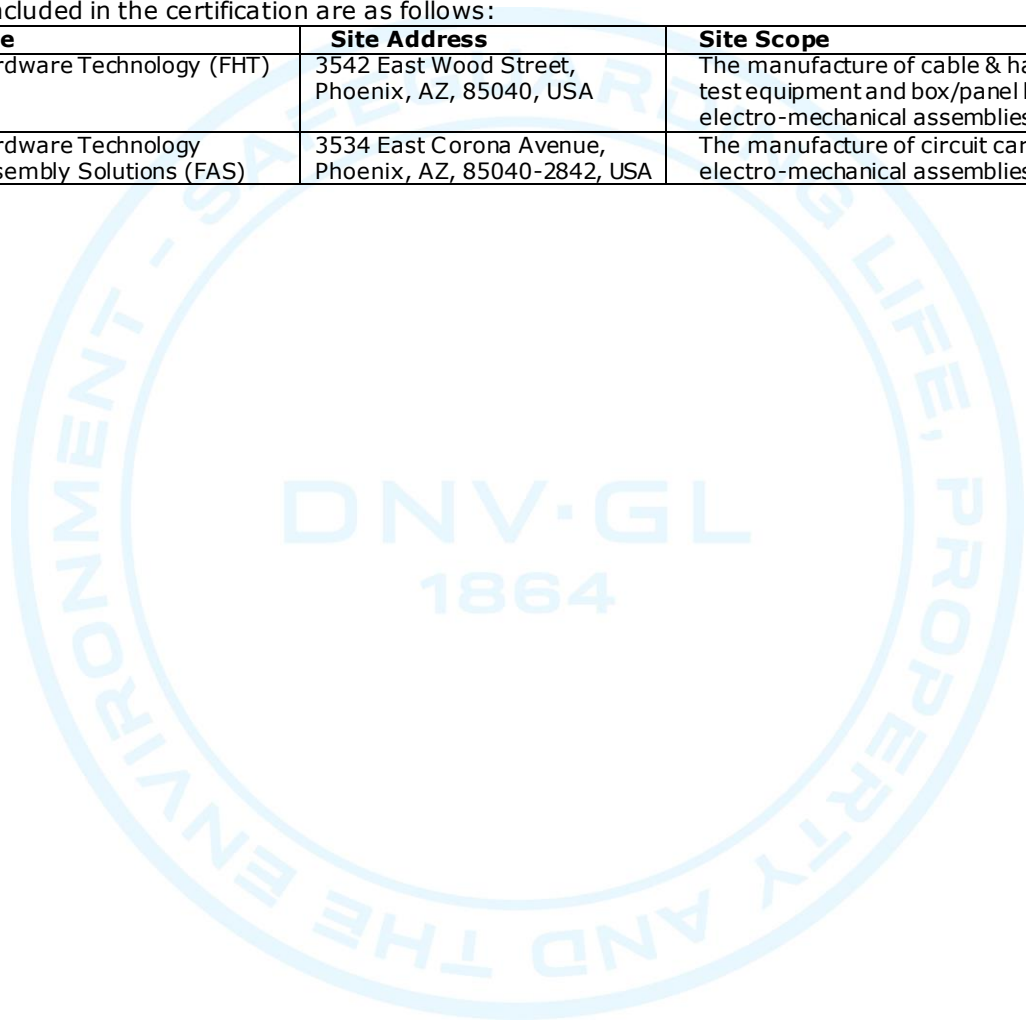 cluded in the certification are as follows:
e Site Address Site Scope
rdware Technology (FHT) 3542 East Wood Street, The manufacture of cable & ha
Phoenix, AZ, 85040, USA test equipment and box/panel
electro-mechanical assemblies
rdware Technology 3534 East Corona Avenue, The manufacture of circuit car
sembly Solutions (FAS) Phoenix, AZ, 85040-2842, USA electro-mechanical assemblies
SAFEGUARDING LIFE, PROPERTY AND THE ENVIRONMENT -
DNV·GL
1864